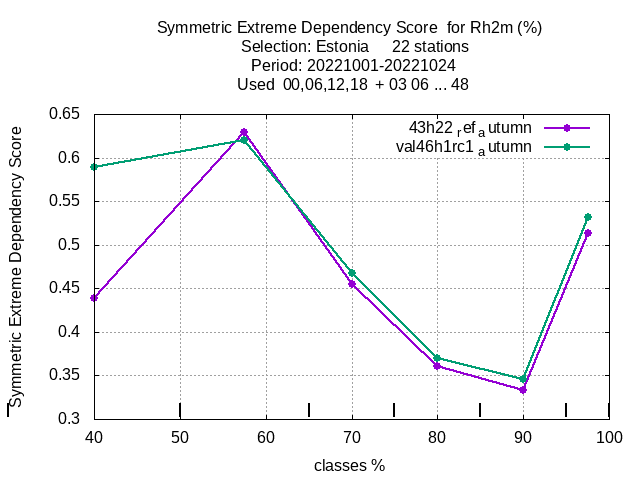 Symmetric Extreme Dependency Score for Rh2m (%)
Selection: Estonia 22 stations
Period: 20221001-20221024
Used 00,06,12,18 + 03 06 ... 48
Symmetric Extreme Dependency Score
0.65
0.6
0.55
0.5
0.45
0.4
0.35
0.3
43h22refautumn
val46h1rc1autumn
40 50 60 70 80 90 100
classes %